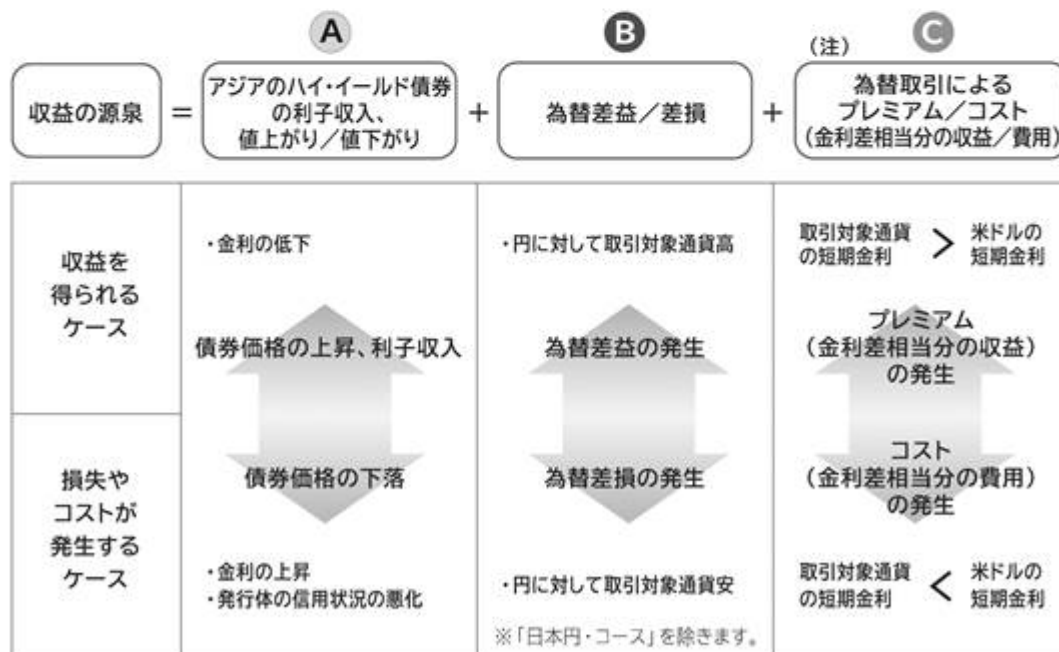 A
B
(注)
C
収益の源泉
=
アジアのハイ・イールド債券
の利子収入、
値上がり/値下がり
+
為替差益/差損
+
為替取引による
プレミアム/コスト
(金利差相当分の収益/費用)
収益を
得られる
ケース
・金利の低下
債券価格の上昇、利子収入
・円に対して取引対象通貨高
為替差益の発生
取引対象通貨
の短期金利
>
米ドルの
短期金利
プレミアム
(金利差相当分の収益)
の発生
損失や
コストが
発生する
ケース
債券価格の下落
・金利の上昇
・発行体の信用状況の悪化
為替差損の発生
・円に対して取引対象通貨安
※「日本円・コース」を除きます。
コスト
(金利差相当分の費用)
の発生
取引対象通貨
の短期金利
<
米ドルの
短期金利